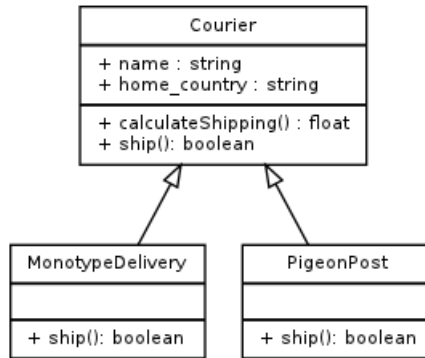 Courier
+ name : string
+ home_country : string
+ calculateShipping() : float
+ ship(): boolean
MonotypeDelivery
+ ship(): boolean
PigeonPost
+ ship(): boolean